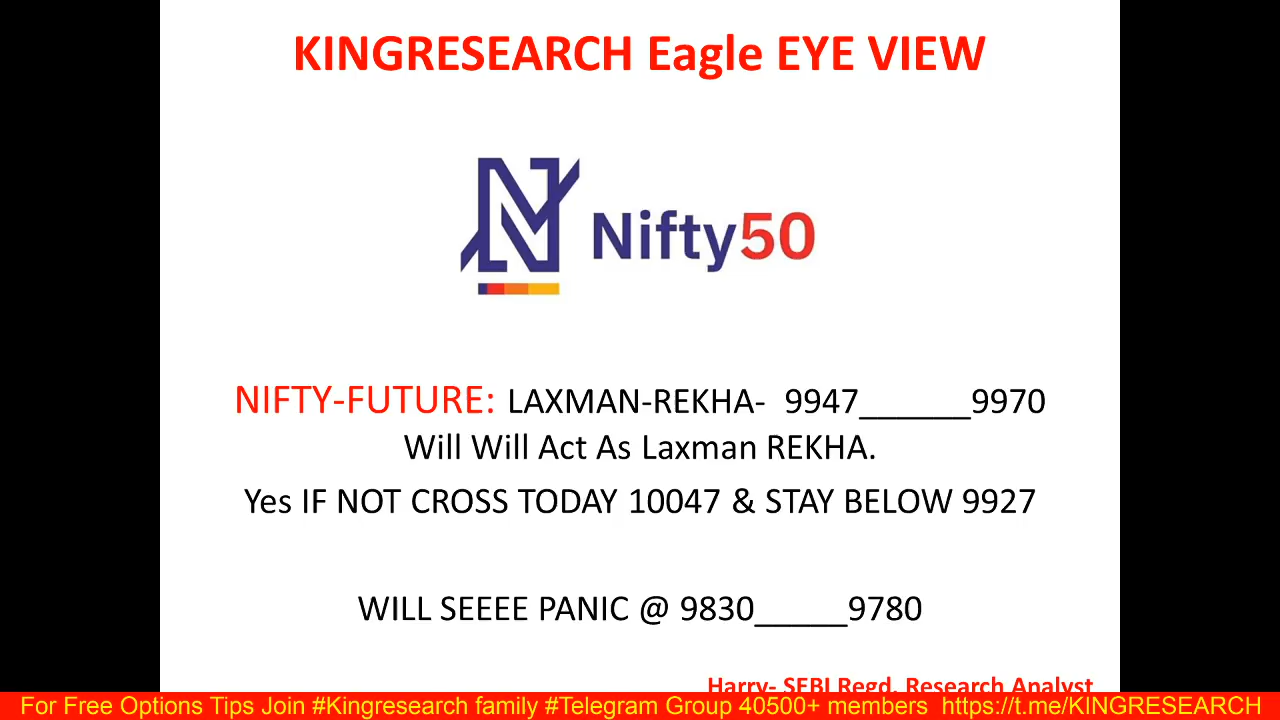 KINGRESEARCH Eagle EYE VIEW
Nifty50
NIFTY-FUTURE: LAXMAN-REKHA- 9947______9970
Will Will Act As Laxman REKHA.
Yes IF NOT CROSS TODAY 10047 & STAY BELOW 9927
WILL SEEEE PANIC @ 9830_____9780
Harry- SEBI Regd. Research Analyst
For Free Options Tips Join #Kingresearch family #Telegram Group 40500+ members https://t.me/KINGRESEARCH